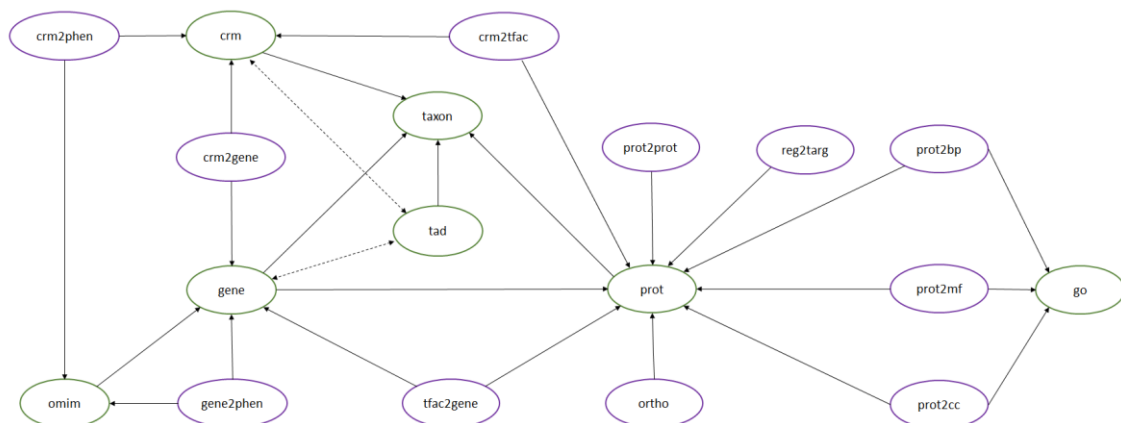 crm2phen
crm
crm2tfac
taxon
crm2gene
prot2prot
reg2targ
prot2bp
tad
gene
prot
prot2mf
go
omim
gene2phen
tfac2gene
ortho
prot2cc